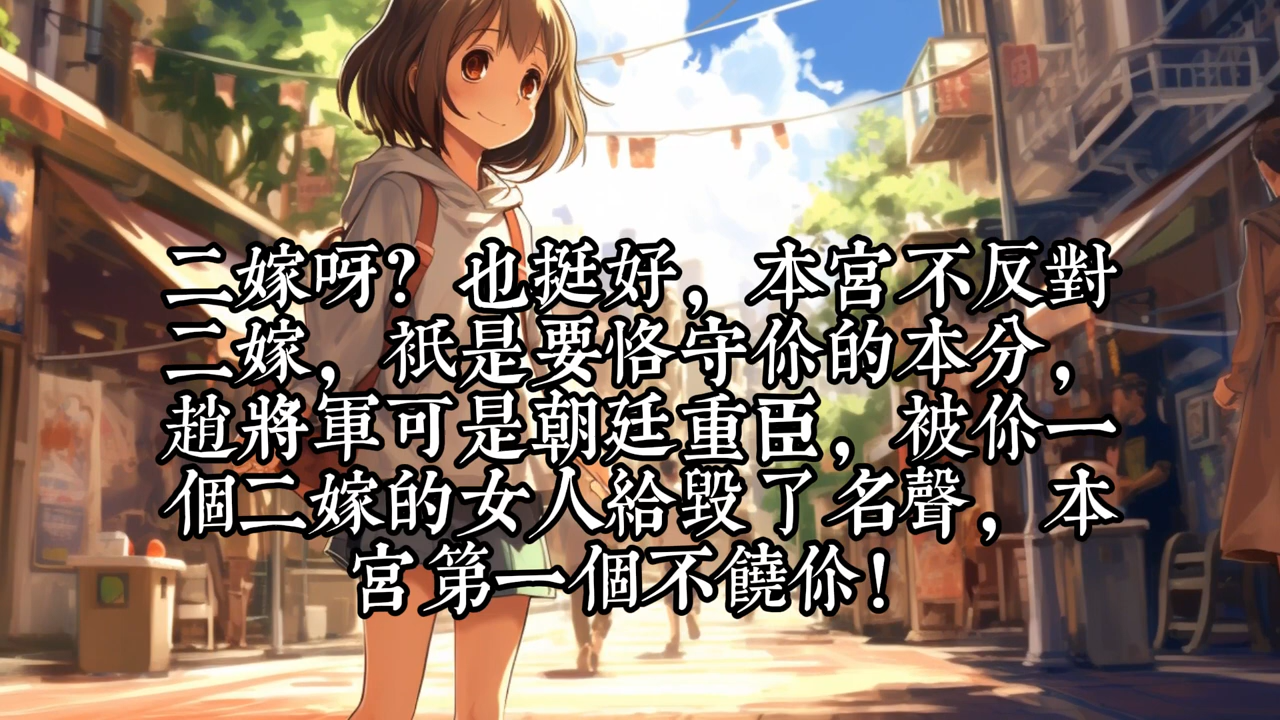 二嫁呀？也挺好，本宮不反對
二嫁，衹是要恪守你的本分，
趙將軍可是朝廷重臣，被你一
個二嫁的女人給毀了名聲，本
宮第一個不饒你！